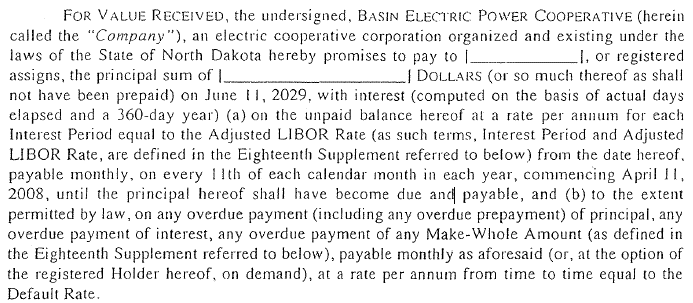 FOR VALUE RECEIVED, the undersigned, BASIN ELECTRIC POWER COOPERATIVE (herein
called the "Company"), an electric cooperative corporation organized and existing under the
laws of the State of North Dakota hereby promises to pay to [____________], or registered
assigns, the principal sum of [____________________] DOLLARS (or so much thereof as shall
not have been prepaid) on June 11, 2029, with interest (computed on the basis of actual days
elapsed and a 360-day year) (a) on the unpaid balance hereof at a rate per annum for each
Interest Period equal to the Adjusted LIBOR Rate (as such terms, Interest Period and Adjusted
LIBOR Rate, are defined in the Eighteenth Supplement referred to below) from the date hereof,
payable monthly, on every 11th of each calendar month in each year, commencing April 11,
2008, until the principal hereof shall have become due and payable, and (b) to the extent
permitted by law, on any overdue payment (including any overdue prepayment) of principal, any
overdue payment of interest, any overdue payment of any Make-Whole Amount (as defined in
the Eighteenth Supplement referred to below), payable monthly as aforesaid (or, at the option of
the registered Holder hereof, on demand), at a rate per annum from time to time equal to the
Default Rate.